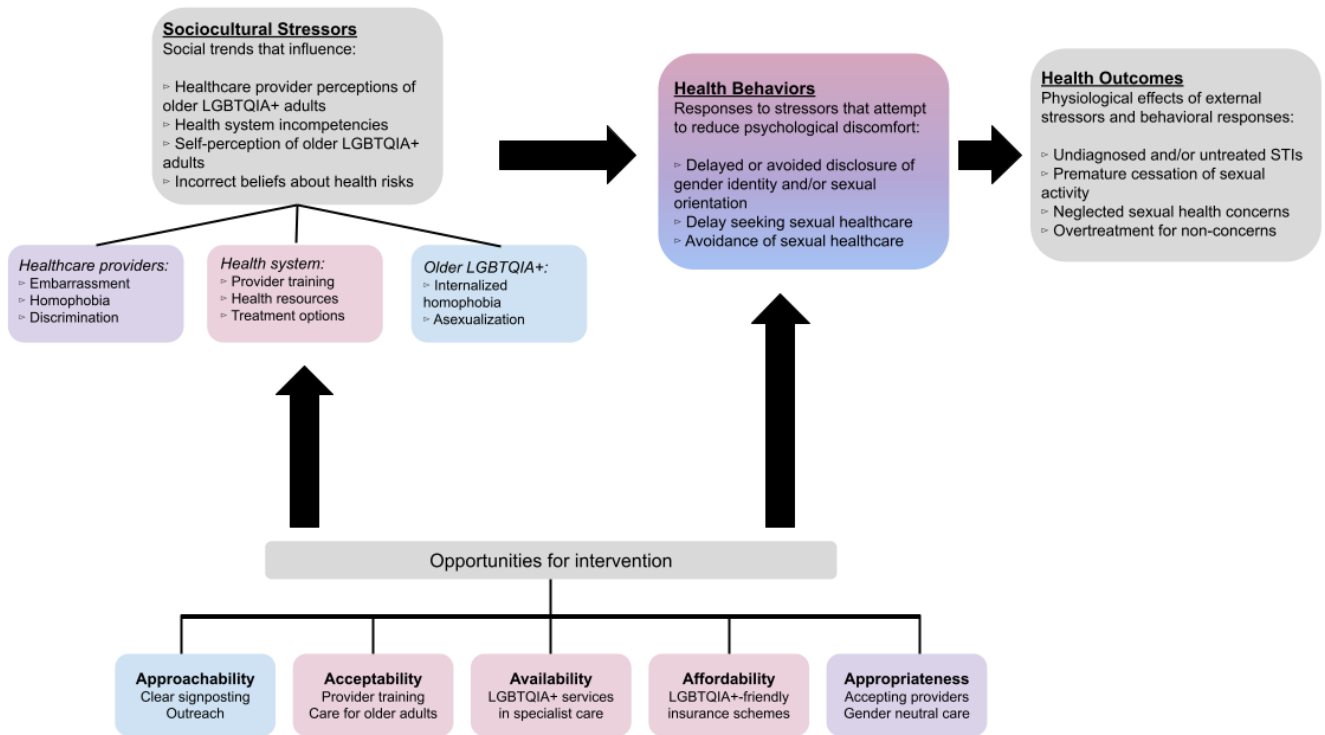 Sociocultural Stressors
Social trends that influence:
▻ Healthcare provider perceptions of
older LGBTQIA+ adults
▻ Health system incompetencies
▻ Self-perception of older LGBTQIA+
adults
▻ Incorrect beliefs about health risks
Healthcare providers:
▻ Embarrassment
▻ Homophobia
▻ Discrimination
Health system:
▻ Provider training
▻ Health resources
▻ Treatment options
Older LGBTQIA+:
▻ Internalized
homophobia
▻ Asexualization
Health Behaviors
Responses to stressors that attempt
to reduce psychological discomfort:
▻ Delayed or avoided disclosure of
gender identity and/or sexual
orientation
▻ Delay seeking sexual healthcare
▻ Avoidance of sexual healthcare
Health Outcomes
Physiological effects of external
stressors and behavioral responses:
▻ Undiagnosed and/or untreated STIs
▻ Premature cessation of sexual
activity
▻ Neglected sexual health concerns
▻ Overtreatment for non-concerns
Opportunities for intervention
Approachability
Clear signposting
Outreach
Acceptability
Provider training
Care for older adults
Availability
LGBTQIA+ services
in specialist care
Affordability
LGBTQIA+-friendly
insurance schemes
Appropriateness
Accepting providers
Gender neutral care